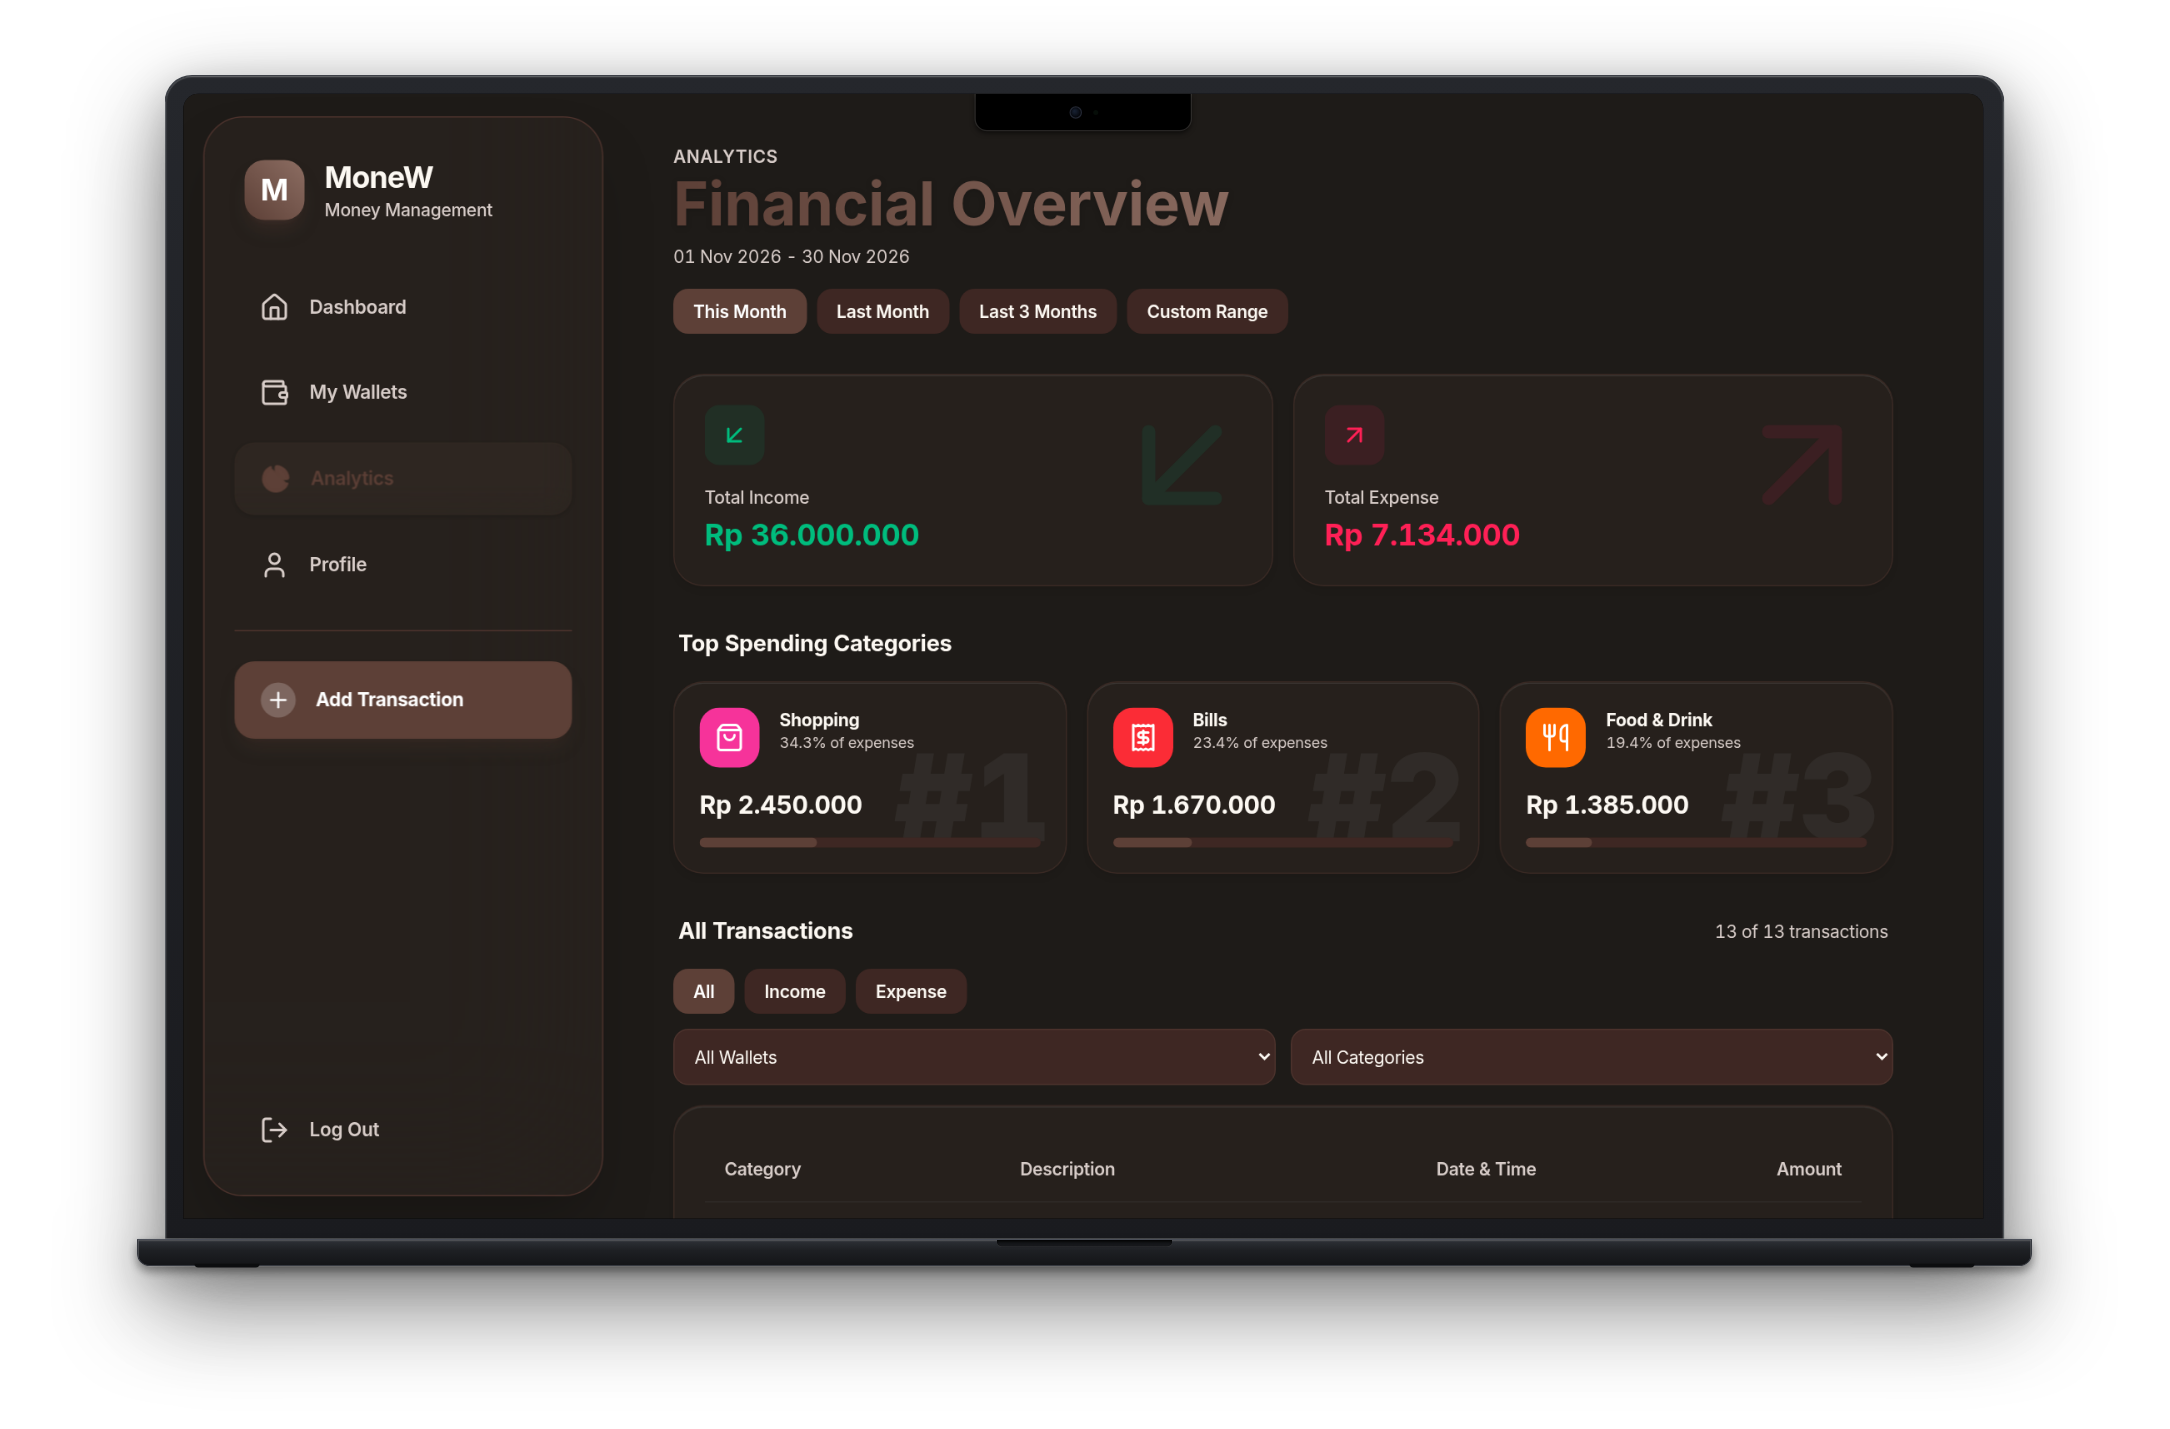 M
MoneW
Money Management
Dashboard
My Wallets
Analytics
Profile
Add Transaction
Log Out
ANALYTICS
Financial Overview
01 Nov 2026 - 30 Nov 2026
This Month
Last Month
Last 3 Months
Custom Range
Total Income
Rp 36.000.000
Total Expense
Rp 7.134.000
Top Spending Categories
Shopping
34.3% of expenses
#1
Rp 2.450.000
Bills
23.4% of expenses
#2
Rp 1.670.000
Food & Drink
19.4% of expenses
#3
Rp 1.385.000
All Transactions
13 of 13 transactions
All
Income
Expense
All Wallets
All Categories
Category
Description
Date & Time
Amount